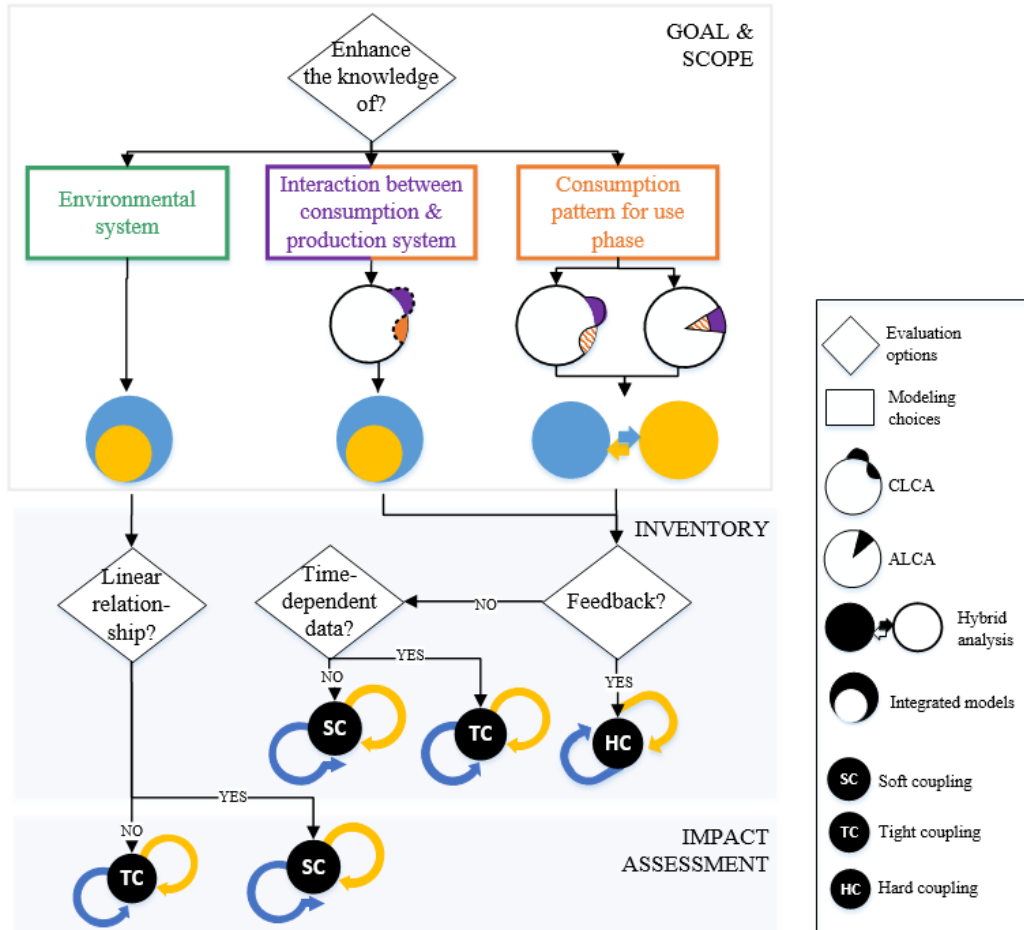 GOAL &
SCOPE
Enhance
the knowledge
of?
Environmental
system
Interaction between
consumption &
production system
Consumption
pattern for use
phase
INVENTORY
Linear
relation-
ship?
Time-
dependent
data?
NO
Feedback?
NO
YES
YES
SC
TC
HC
YES
NO
IMPACT
ASSESSMENT
TC
SC
Evaluation
options
Modeling
choices
CLCA
ALCA
Hybrid
analysis
Integrated models
SC
Soft coupling
TC
Tight coupling
HC
Hard coupling